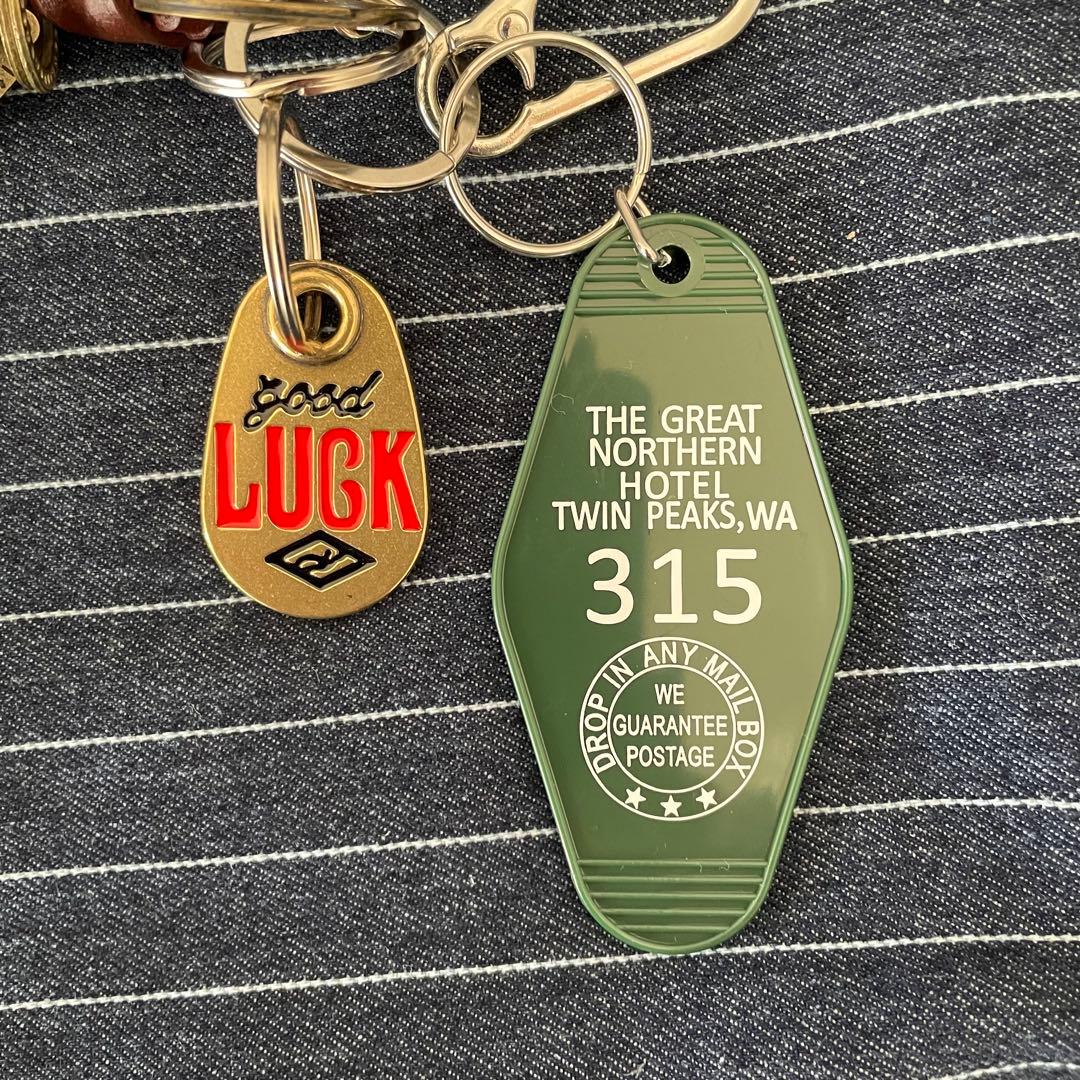 good
LUCK
THE GREAT
NORTHERN
HOTEL
TWIN PEAKS,WA
315
DROP IN ANY MAIL BOX
WE
GUARANTEE
POSTAGE